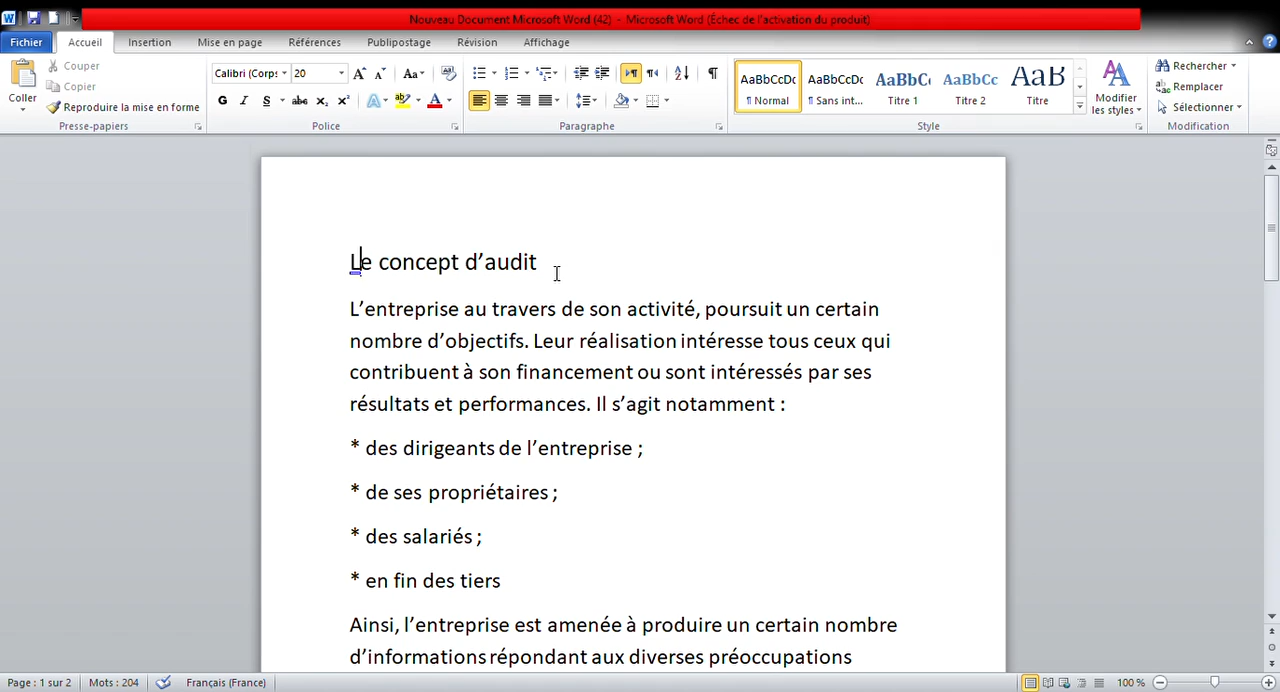 Nouveau Document Microsoft Word (42) - Microsoft Word (Échec de l'activation du produit)
Fichier Accueil Insertion Mise en page Références Publipostage Révision Affichage
Coller
Couper
Copier
Reproduire la mise en forme
Presse-papiers
Calibri (Corps 20
Police
Paragraphe
AaBbCcDc AaBbCcDc AaBbC AaBbCc AaB
¶ Normal ¶ Sans int... Titre 1 Titre 2 Titre
Modifier
les styles
Style
Rechercher
Remplacer
Sélectionner
Modification
Le concept d’audit
L’entreprise au travers de son activité, poursuit un certain
nombre d’objectifs. Leur réalisation intéresse tous ceux qui
contribuent à son financement ou sont intéressés par ses
résultats et performances. Il s’agit notamment :
* des dirigeants de l’entreprise ;
* de ses propriétaires ;
* des salariés ;
* en fin des tiers
Ainsi, l’entreprise est amenée à produire un certain nombre
d’informations répondant aux diverses préoccupations
Page : 1 sur 2 Mots : 204 Français (France) 100 %